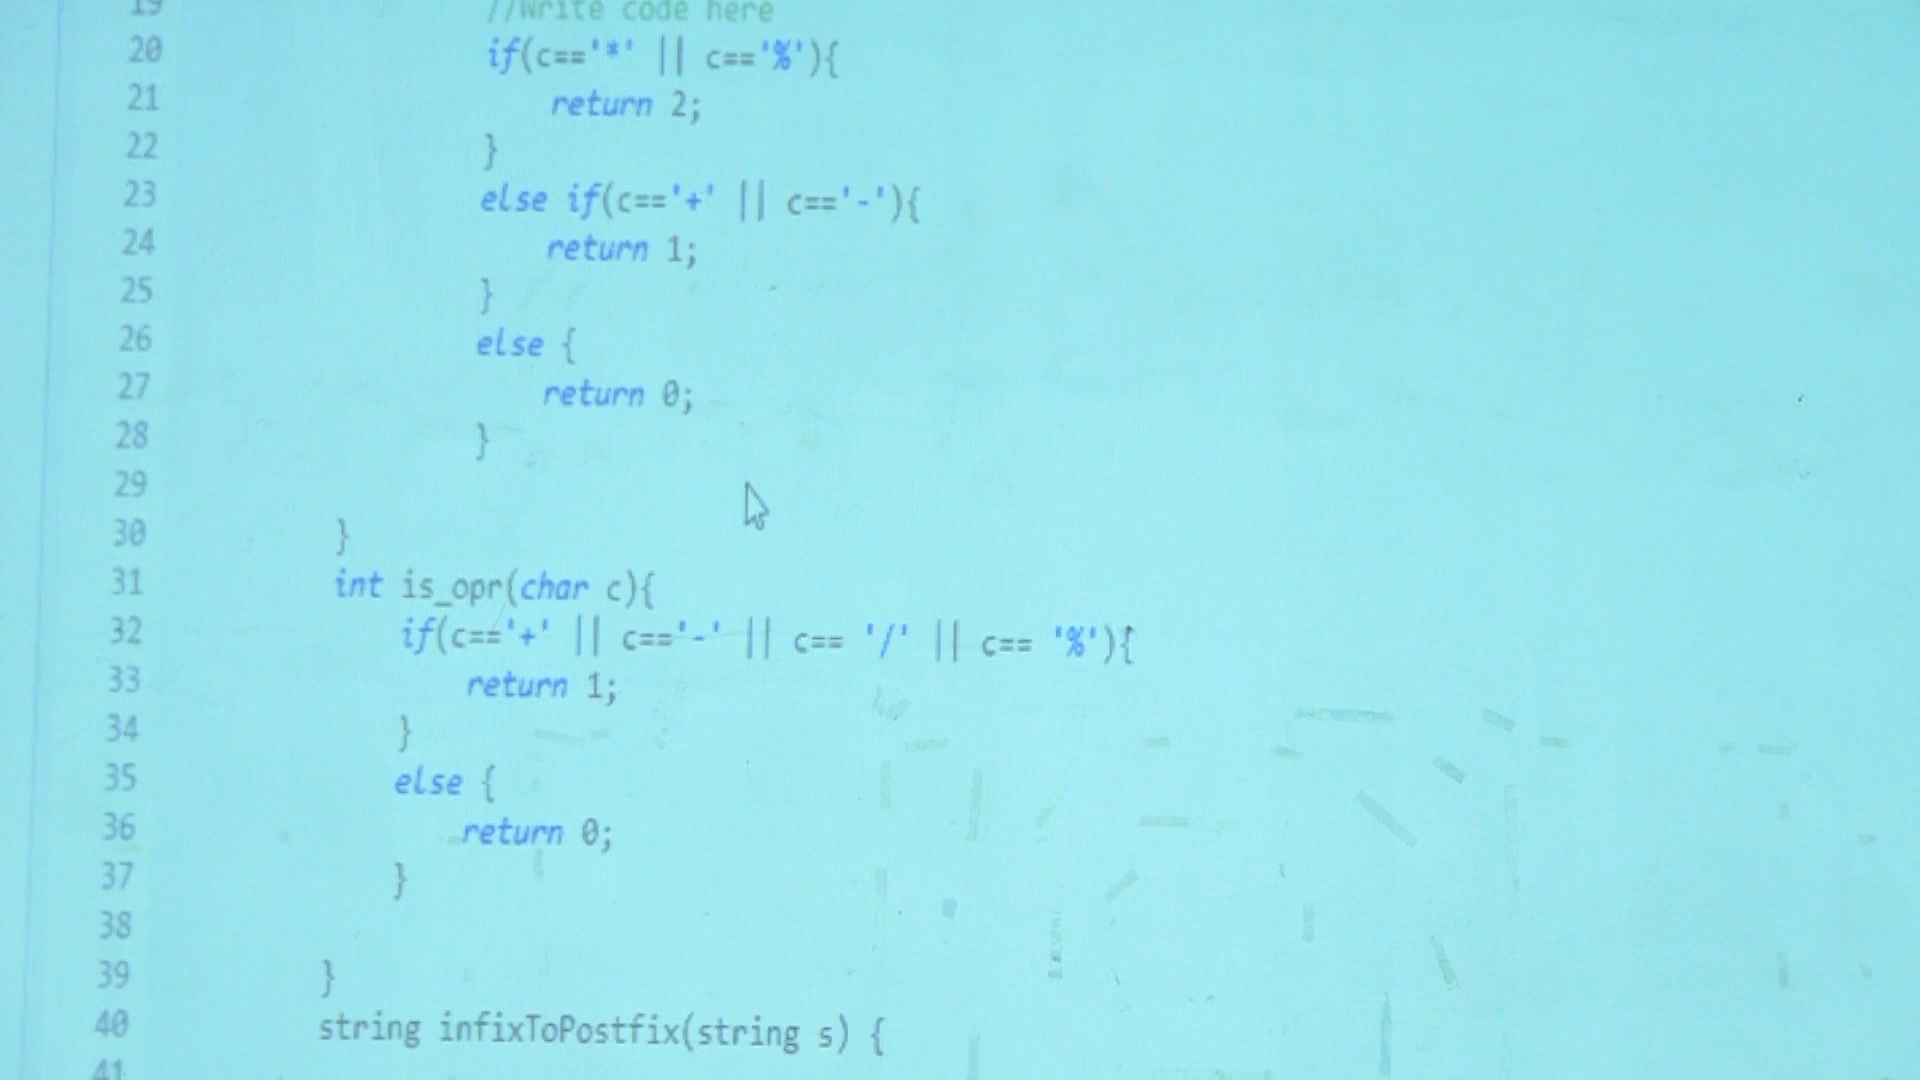 19 //Write code here
20 if(c=='*' || c=='%'){
21 return 2;
22 }
23 else if(c=='+' || c=='-'){
24 return 1;
25 }
26 else {
27 return 0;
28 }
29
30 }
31 int is_opr(char c){
32 if(c=='+' || c=='-' || c== '/' || c== '%'){
33 return 1;
34 }
35 else {
36 return 0;
37 }
38
39 }
40 string infixToPostfix(string s) {
41